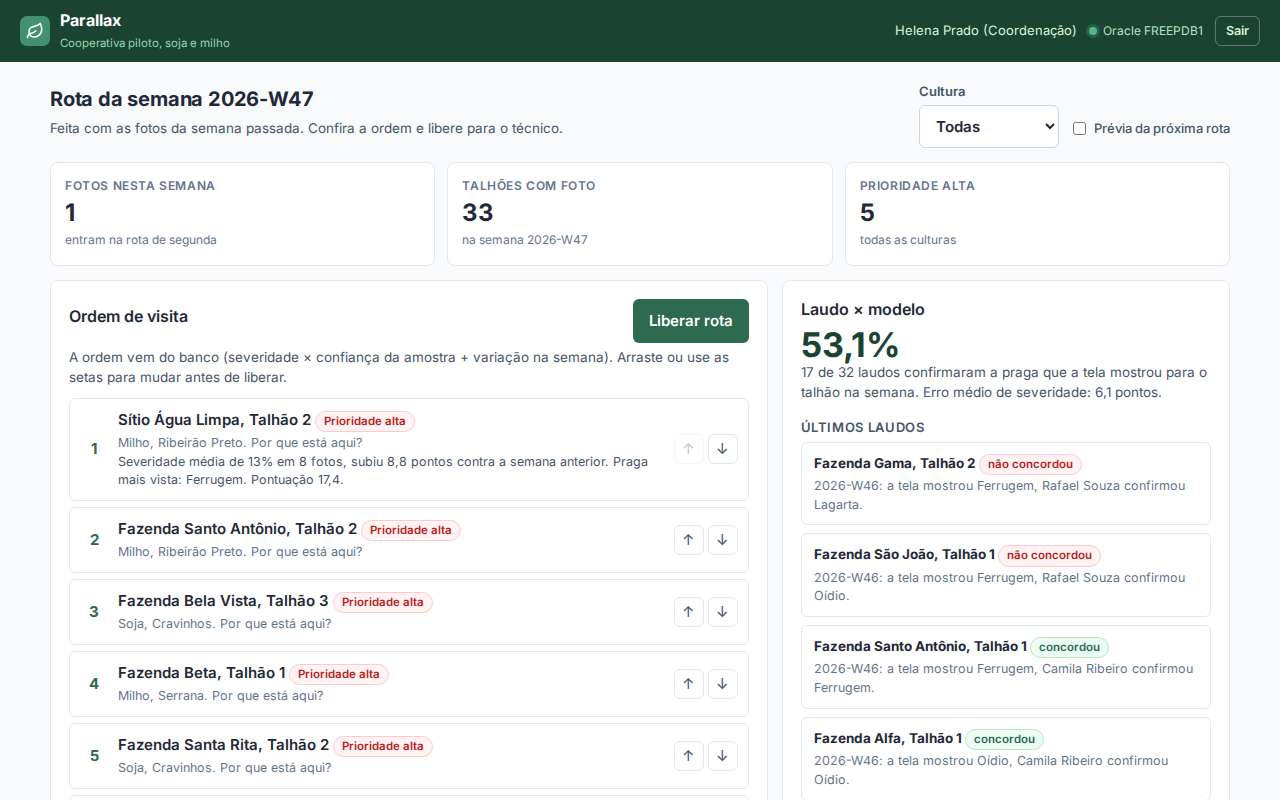 Parallax
Cooperativa piloto, soja e milho
Helena Prado (Coordenação)
Oracle FREEPDB1
Sair
Rota da semana 2026-W47
Feita com as fotos da semana passada. Confira a ordem e libere para o técnico.
Cultura
Todas
Prévia da próxima rota
FOTOS NESTA SEMANA
1
entram na rota de segunda
TALHÕES COM FOTO
33
na semana 2026-W47
PRIORIDADE ALTA
5
todas as culturas
Ordem de visita
Liberar rota
A ordem vem do banco (severidade × confiança da amostra + variação na semana). Arraste ou use as
setas para mudar antes de liberar.
1
Sítio Água Limpa, Talhão 2 Prioridade alta
Milho, Ribeirão Preto. Por que está aqui?
Severidade média de 13% em 8 fotos, subiu 8,8 pontos contra a semana anterior. Praga
mais vista: Ferrugem. Pontuação 17,4.
↑ ↓
2
Fazenda Santo Antônio, Talhão 2 Prioridade alta
Milho, Ribeirão Preto. Por que está aqui?
↑ ↓
3
Fazenda Bela Vista, Talhão 3 Prioridade alta
Soja, Cravinhos. Por que está aqui?
↑ ↓
4
Fazenda Beta, Talhão 1 Prioridade alta
Milho, Serrana. Por que está aqui?
↑ ↓
5
Fazenda Santa Rita, Talhão 2 Prioridade alta
Soja, Cravinhos. Por que está aqui?
↑ ↓
Laudo × modelo
53,1%
17 de 32 laudos confirmaram a praga que a tela mostrou para o
talhão na semana. Erro médio de severidade: 6,1 pontos.
ÚLTIMOS LAUDOS
Fazenda Gama, Talhão 2 não concordou
2026-W46: a tela mostrou Ferrugem, Rafael Souza confirmou
Lagarta.
Fazenda São João, Talhão 1 não concordou
2026-W46: a tela mostrou Ferrugem, Rafael Souza confirmou
Oídio.
Fazenda Santo Antônio, Talhão 1 concordou
2026-W46: a tela mostrou Ferrugem, Camila Ribeiro confirmou
Ferrugem.
Fazenda Alfa, Talhão 1 concordou
2026-W46: a tela mostrou Oídio, Camila Ribeiro confirmou
Oídio.